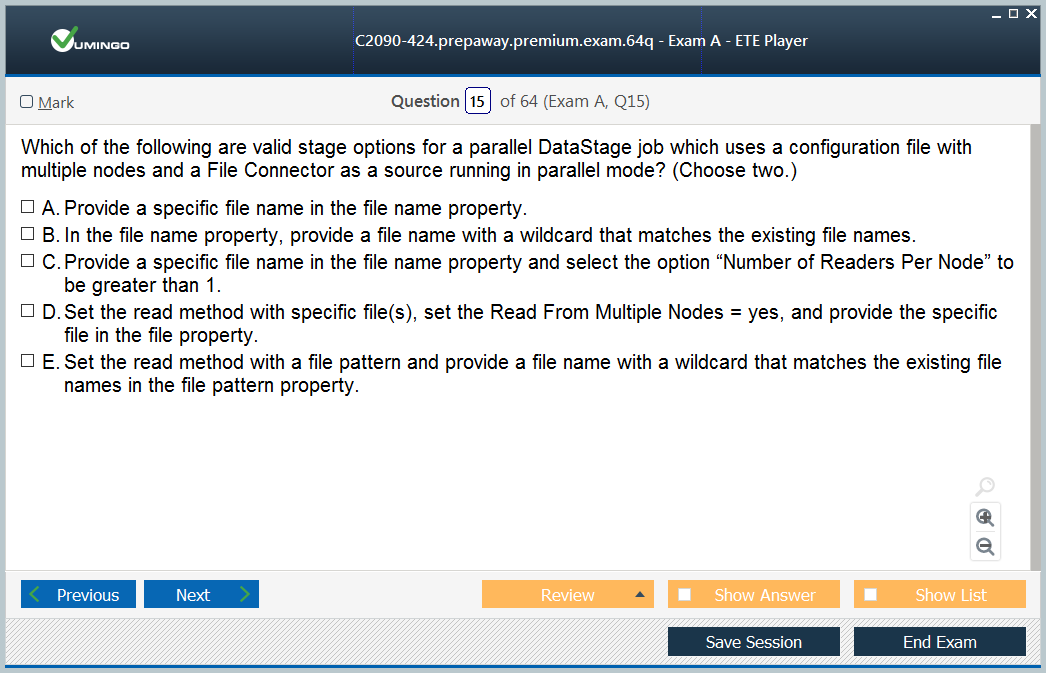 VUMINGO
C2090-424.prepaway.premium.exam.64q - Exam A - ETE Player
Mark
Question 15 of 64 (Exam A, Q15)
Which of the following are valid stage options for a parallel DataStage job which uses a configuration file with
multiple nodes and a File Connector as a source running in parallel mode? (Choose two.)
A. Provide a specific file name in the file name property.
B. In the file name property, provide a file name with a wildcard that matches the existing file names.
C. Provide a specific file name in the file name property and select the option “Number of Readers Per Node” to
be greater than 1.
D. Set the read method with specific file(s), set the Read From Multiple Nodes = yes, and provide the specific
file in the file property.
E. Set the read method with a file pattern and provide a file name with a wildcard that matches the existing file
names in the file pattern property.
Previous
Next
Review
Show Answer
Show List
Save Session
End Exam